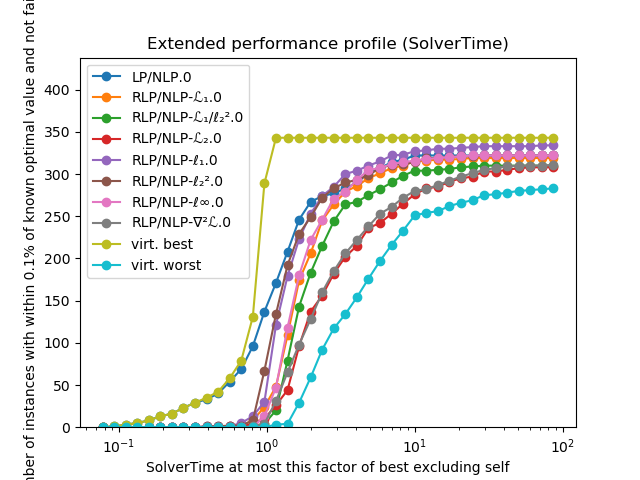 Extended performance profile (SolverTime)
of instances with within 0.1% of known optimal value and not
400
350
300
250
200
150
100
50
0
LP/NLP.0
RLP/NLP-ℒ₁.0
RLP/NLP-ℒ₁/ℓ₂².0
RLP/NLP-ℒ₂.0
RLP/NLP-ℓ₁.0
RLP/NLP-ℓ₂².0
RLP/NLP-ℓ∞.0
RLP/NLP-∇²ℒ.0
virt. best
virt. worst
10⁻¹ 10⁰ 10¹ 10²
SolverTime at most this factor of best excluding self